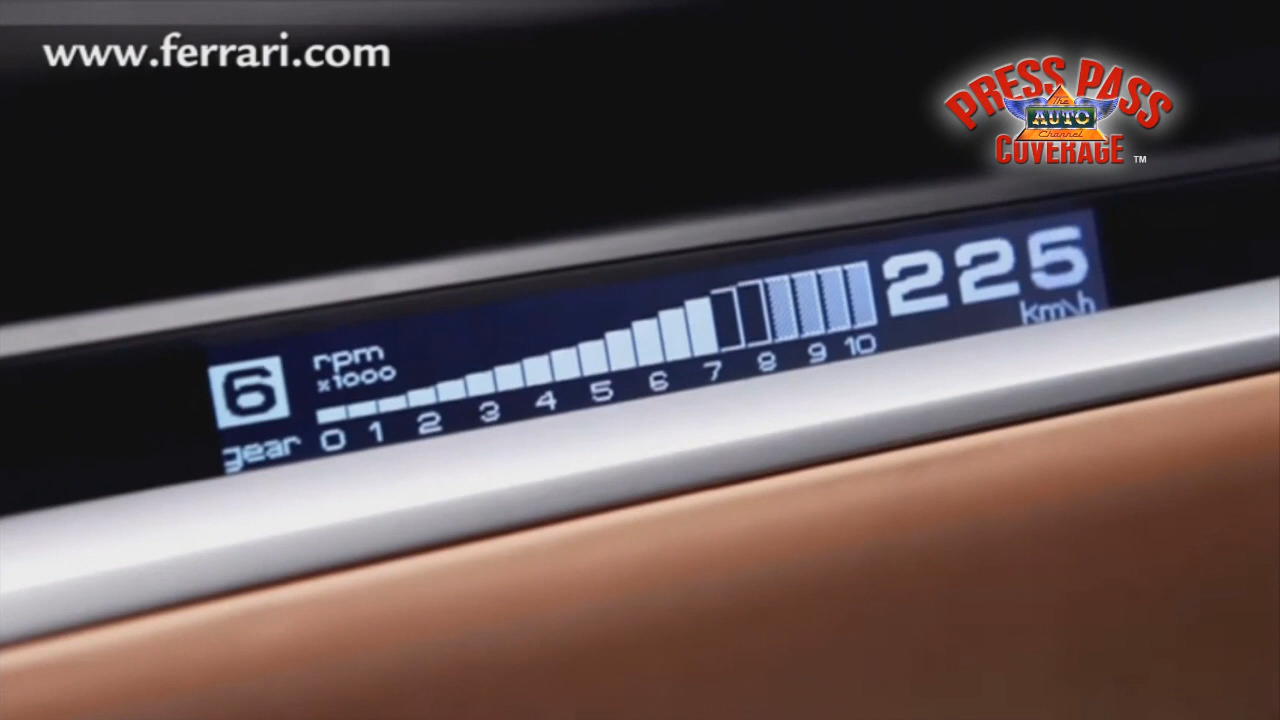 www.ferrari.com
PRESS PASS
The
AUTO
Channel
COVERAGE ™
225
km\h
rpm
x1000
6
gear
0 1 2 3 4 5 6 7 8 9 10